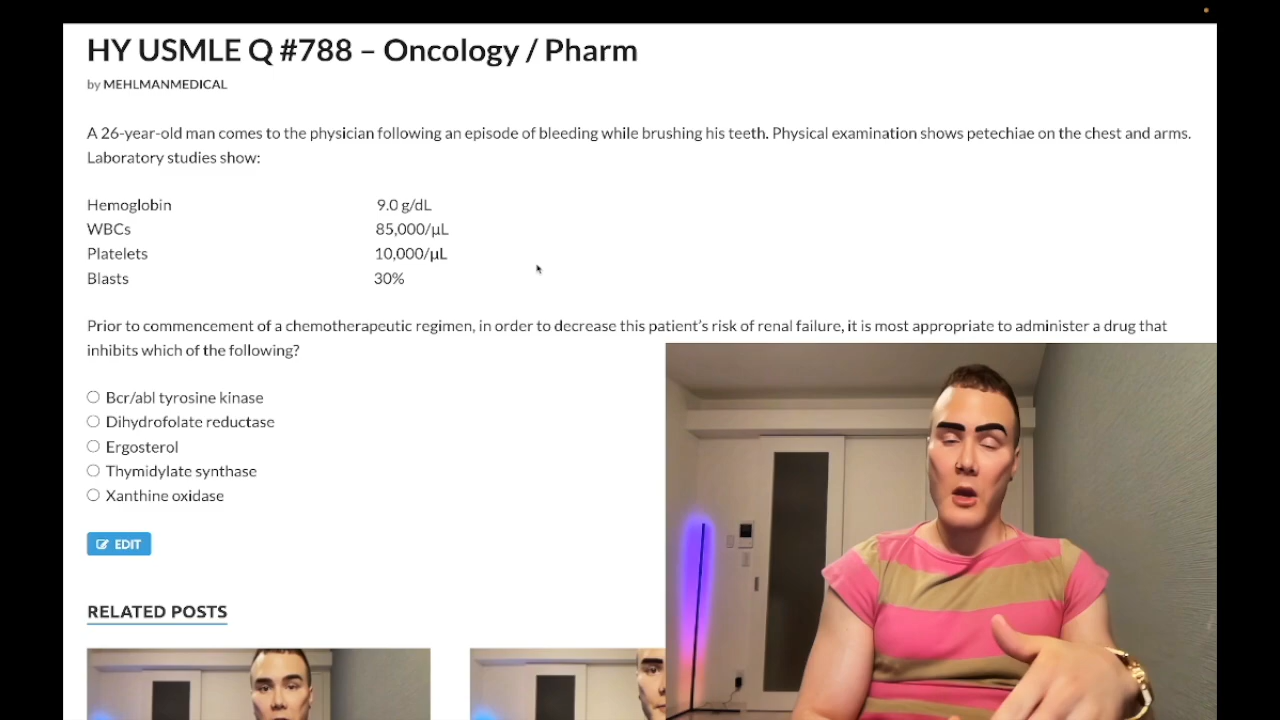 HY USMLE Q #788 – Oncology / Pharm
by MEHLMANMEDICAL
A 26-year-old man comes to the physician following an episode of bleeding while brushing his teeth. Physical examination shows petechiae on the chest and arms.
Laboratory studies show:
Hemoglobin 9.0 g/dL
WBCs 85,000/µL
Platelets 10,000/µL
Blasts 30%
Prior to commencement of a chemotherapeutic regimen, in order to decrease this patient's risk of renal failure, it is most appropriate to administer a drug that
inhibits which of the following?
Bcr/abl tyrosine kinase
Dihydrofolate reductase
Ergosterol
Thymidylate synthase
Xanthine oxidase
EDIT
RELATED POSTS